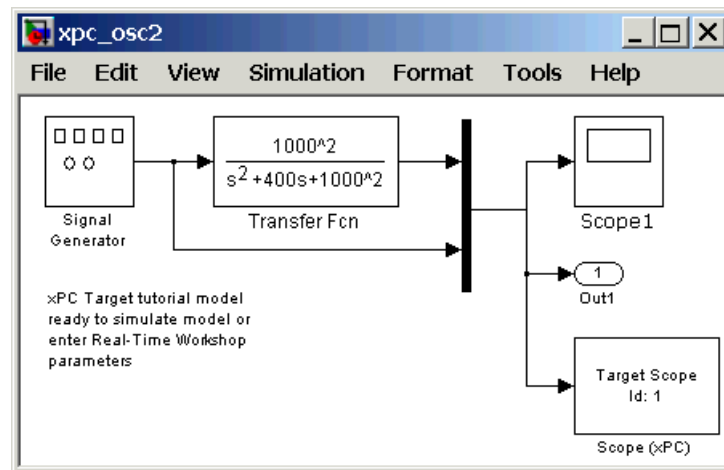 xpc_osc2
File Edit View Simulation Format Tools Help
1000^2
s^2+400s+1000^2
Signal
Generator
Transfer Fcn
Scope1
1
Out1
xPC Target tutorial model
ready to simulate model or
enter Real-Time Workshop
parameters
Target Scope
Id: 1
Scope (xPC)